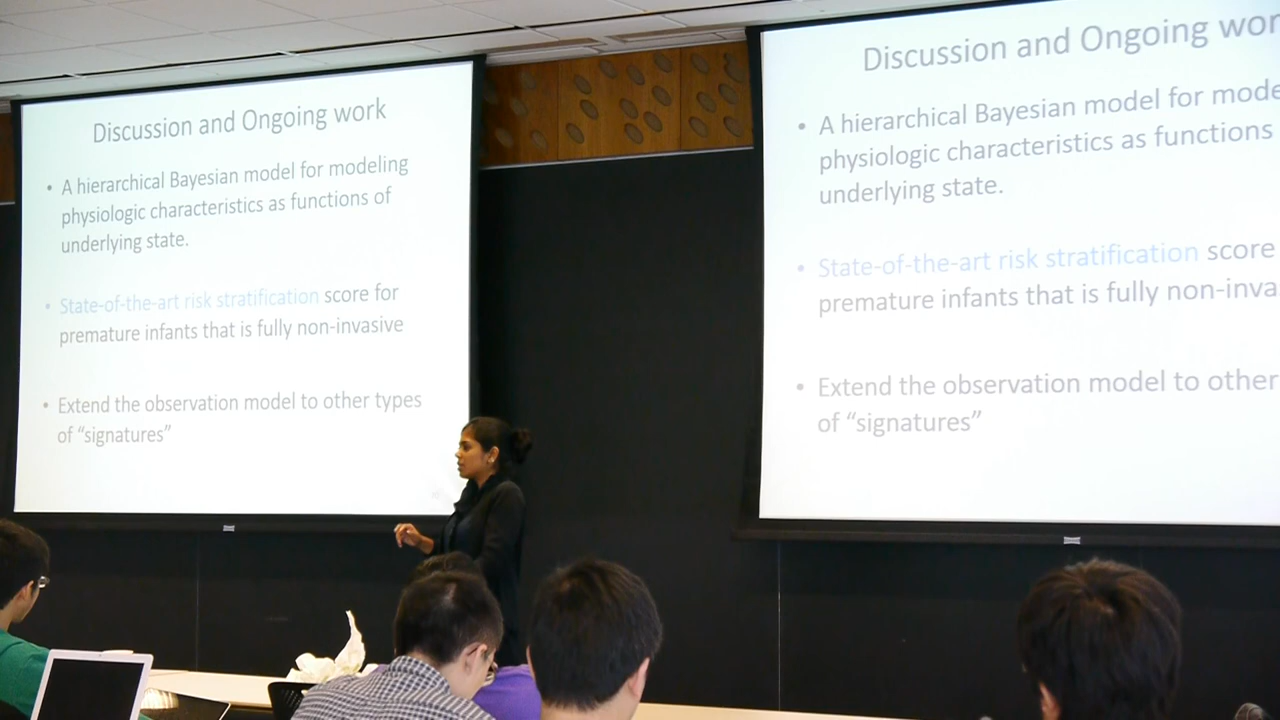 Discussion and Ongoing work
• A hierarchical Bayesian model for modeling
physiologic characteristics as functions of
underlying state.
• State-of-the-art risk stratification score for
premature infants that is fully non-invasive
• Extend the observation model to other types
of “signatures”
Discussion and Ongoing wor
• A hierarchical Bayesian model for mode
physiologic characteristics as functions
underlying state.
• State-of-the-art risk stratification score
premature infants that is fully non-inva
• Extend the observation model to other
of “signatures”